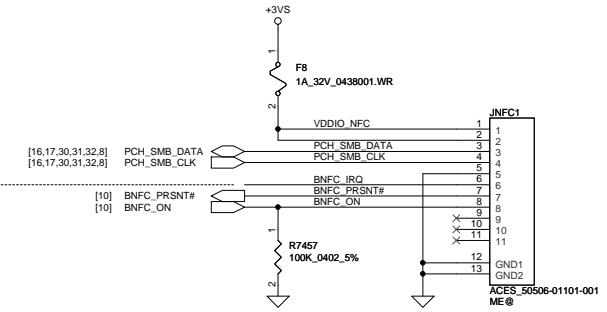 +3VS
1
F8
1A_32V_0438001.WR
2
JNFC1
VDDIO_NFC 1 1
2 2
[16,17,30,31,32,8] PCH_SMB_DATA PCH_SMB_DATA 3 3
[16,17,30,31,32,8] PCH_SMB_CLK PCH_SMB_CLK 4 4
5 5
BNFC_IRQ 6 6
[10] BNFC_PRSNT# BNFC_PRSNT# 7 7
[10] BNFC_ON BNFC_ON 8 8
9 9
10 10
11 11
1
R7457
100K_0402_5%
2
12 GND1
13 GND2
ACES_50506-01101-001
ME@